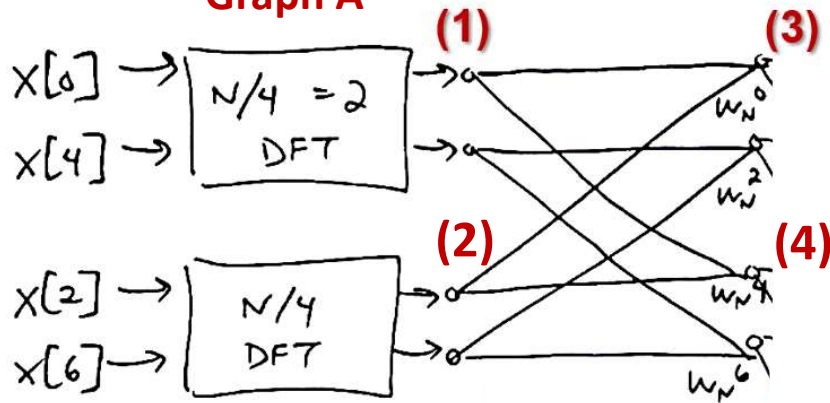 Graph A
(1)
(3)
x[0]
N/4 = 2
DFT
x[4]
W_N^0
W_N^2
(2)
(4)
x[2]
N/4
DFT
x[6]
W_N^4
W_N^6